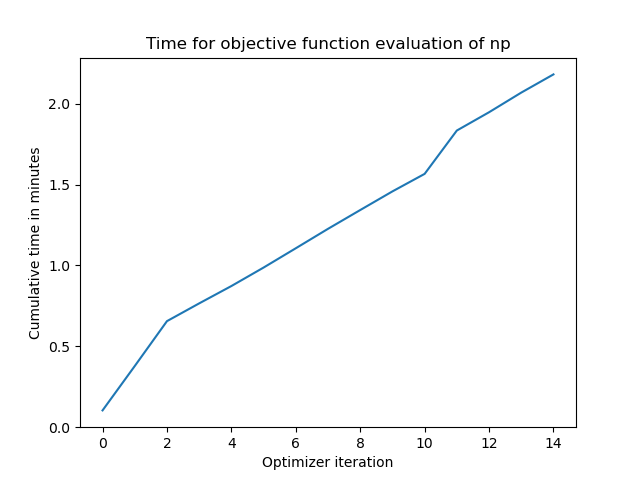 Time for objective function evaluation of np
Cumulative time in minutes
2.0
1.5
1.0
0.5
0.0
0 2 4 6 8 10 12 14
Optimizer iteration